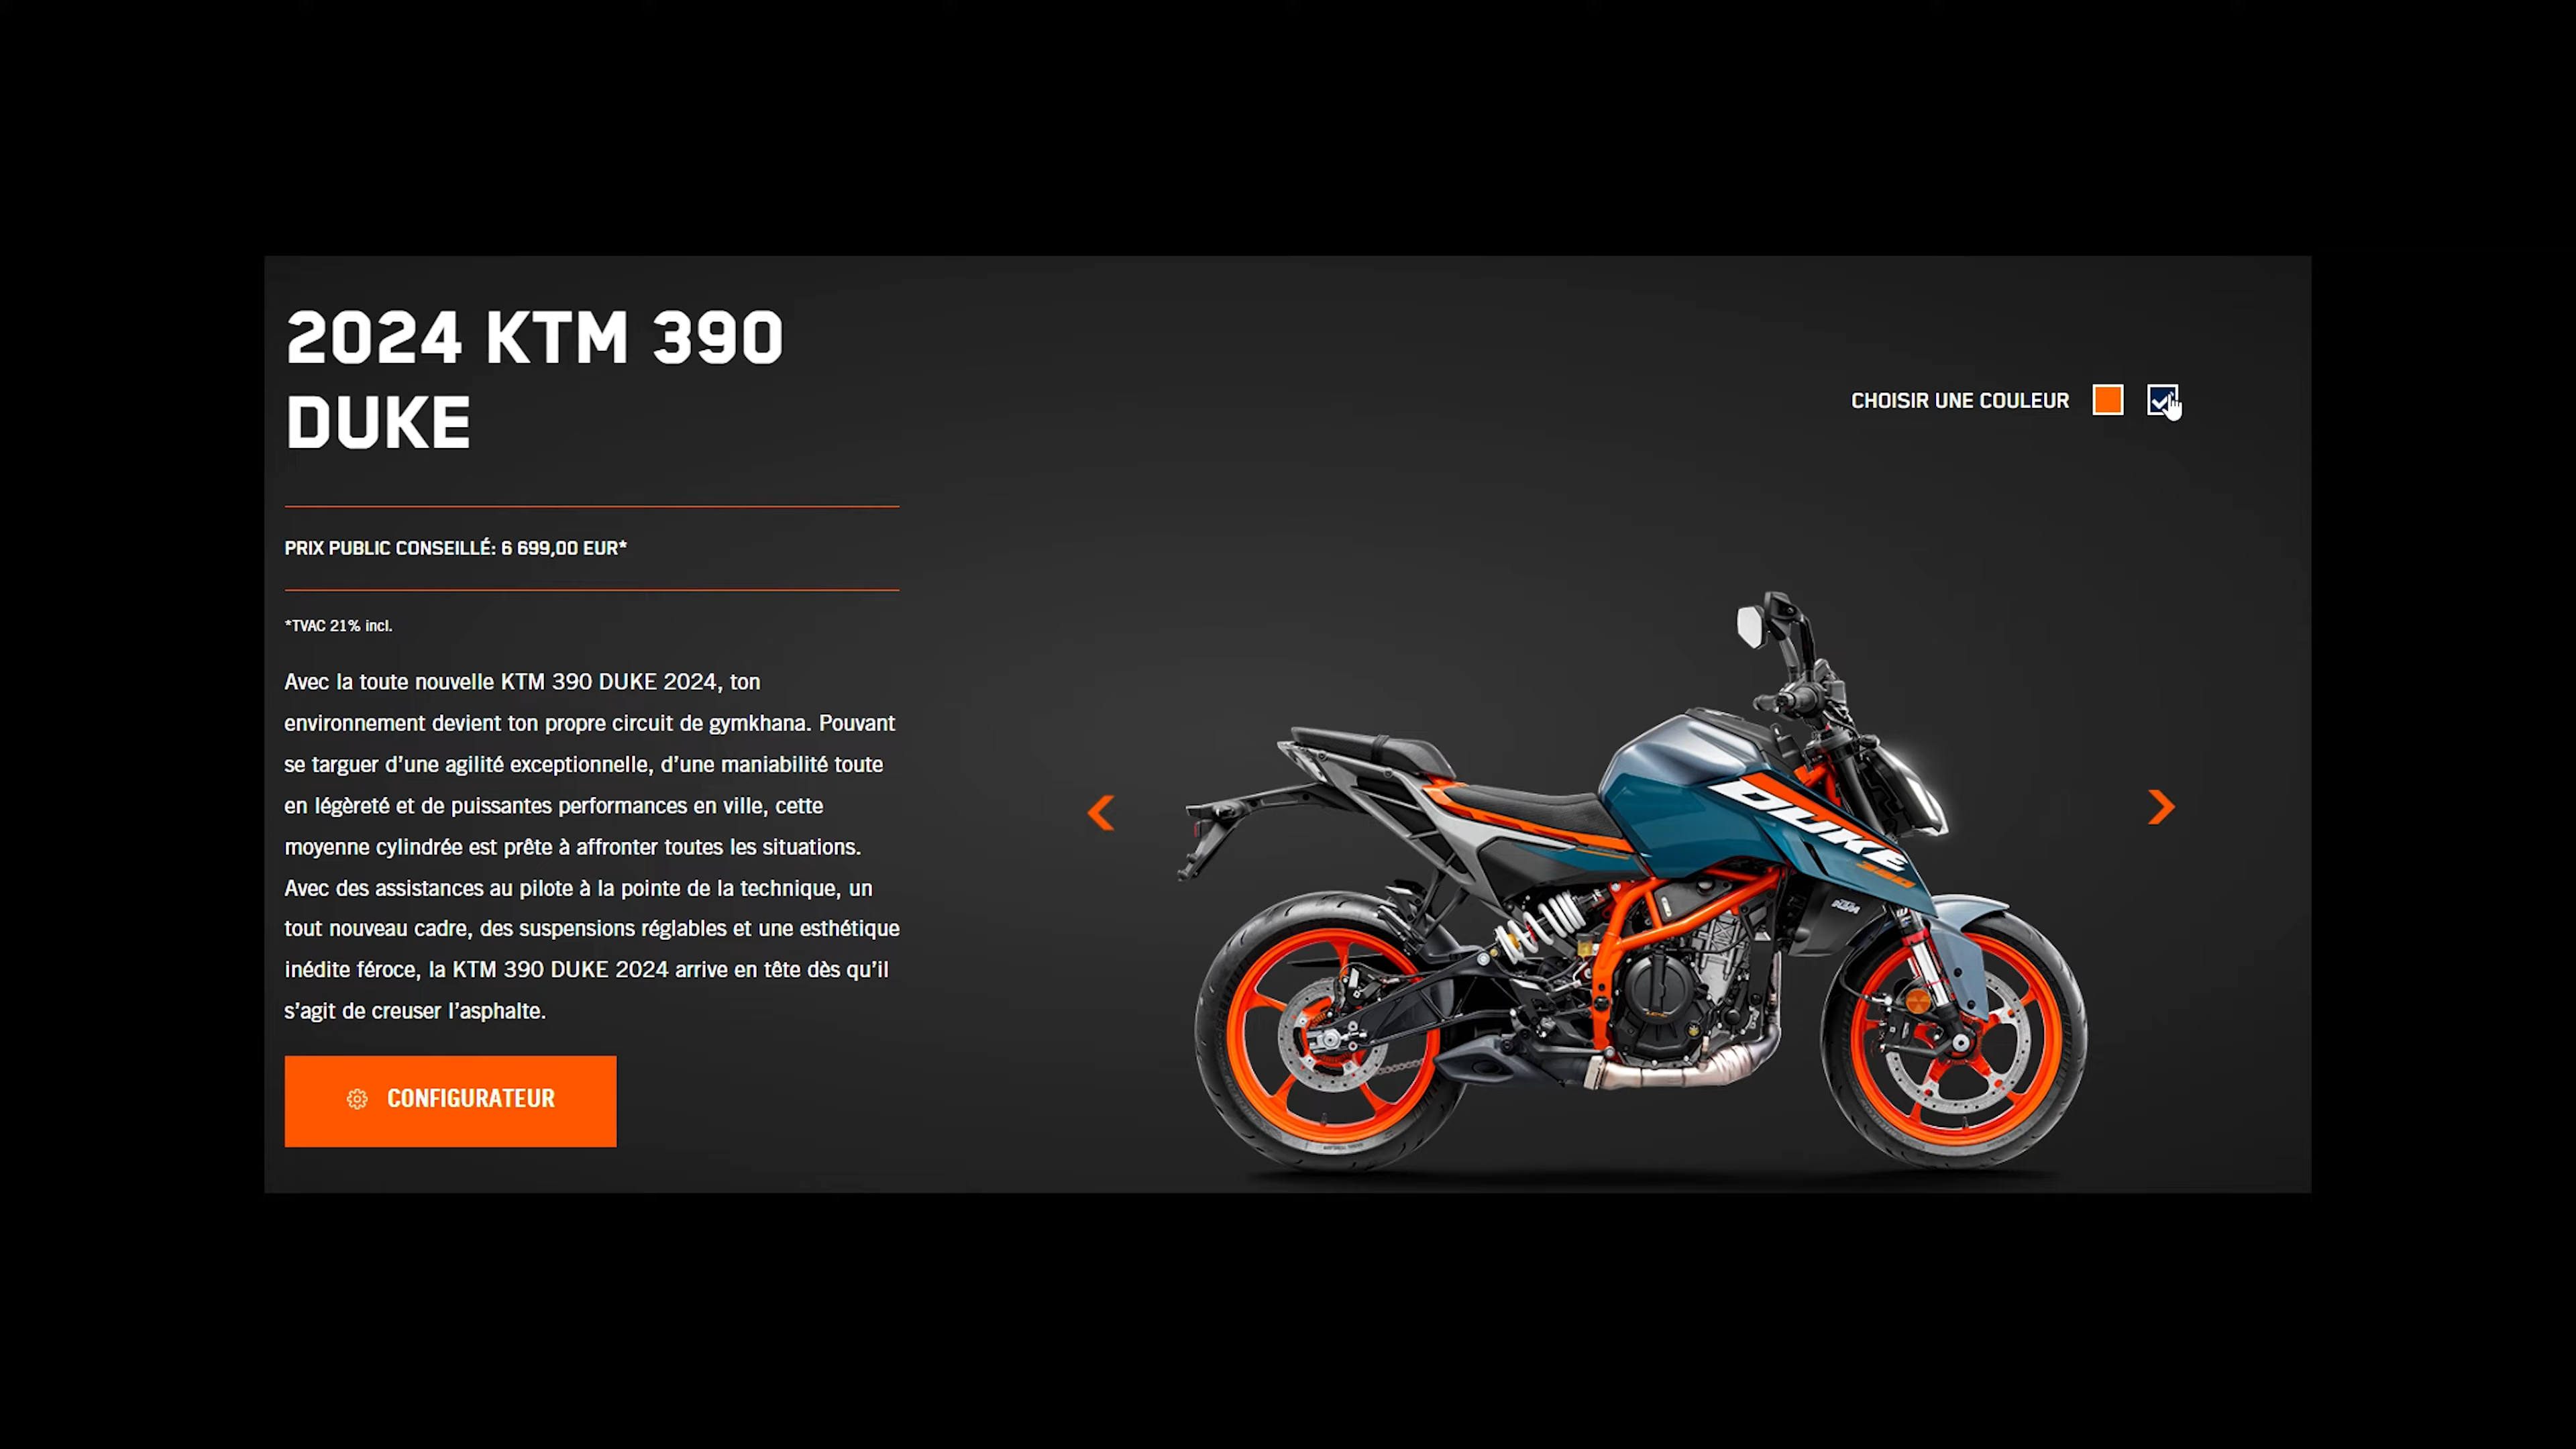 2024 KTM 390
DUKE
CHOISIR UNE COULEUR
PRIX PUBLIC CONSEILLÉ: 6 699,00 EUR*
*TVAC 21% incl.
Avec la toute nouvelle KTM 390 DUKE 2024, ton
environnement devient ton propre circuit de gymkhana. Pouvant
se targuer d’une agilité exceptionnelle, d’une maniabilité toute
en légèreté et de puissantes performances en ville, cette
moyenne cylindrée est prête à affronter toutes les situations.
Avec des assistances au pilote à la pointe de la technique, un
tout nouveau cadre, des suspensions réglables et une esthétique
inédite féroce, la KTM 390 DUKE 2024 arrive en tête dès qu’il
s’agit de creuser l’asphalte.
CONFIGURATEUR
DUKE
390
KTM